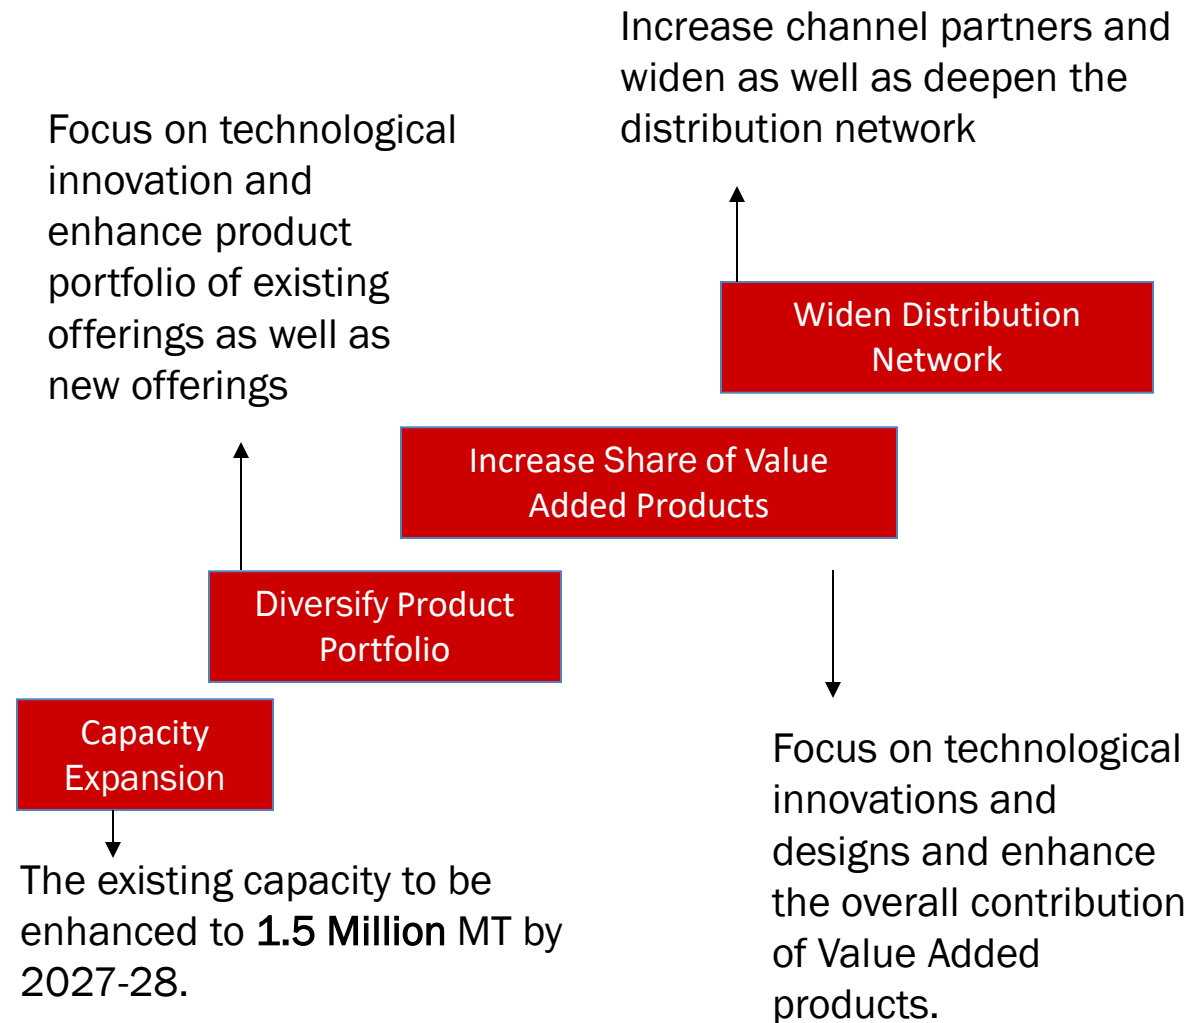 Increase channel partners and
widen as well as deepen the
distribution network
Focus on technological
innovation and
enhance product
portfolio of existing
offerings as well as
new offerings
Widen Distribution
Network
Increase Share of Value
Added Products
Diversify Product
Portfolio
Capacity
Expansion
The existing capacity to be
enhanced to 1.5 Million MT by
2027-28.
Focus on technological
innovations and
designs and enhance
the overall contribution
of Value Added
products.